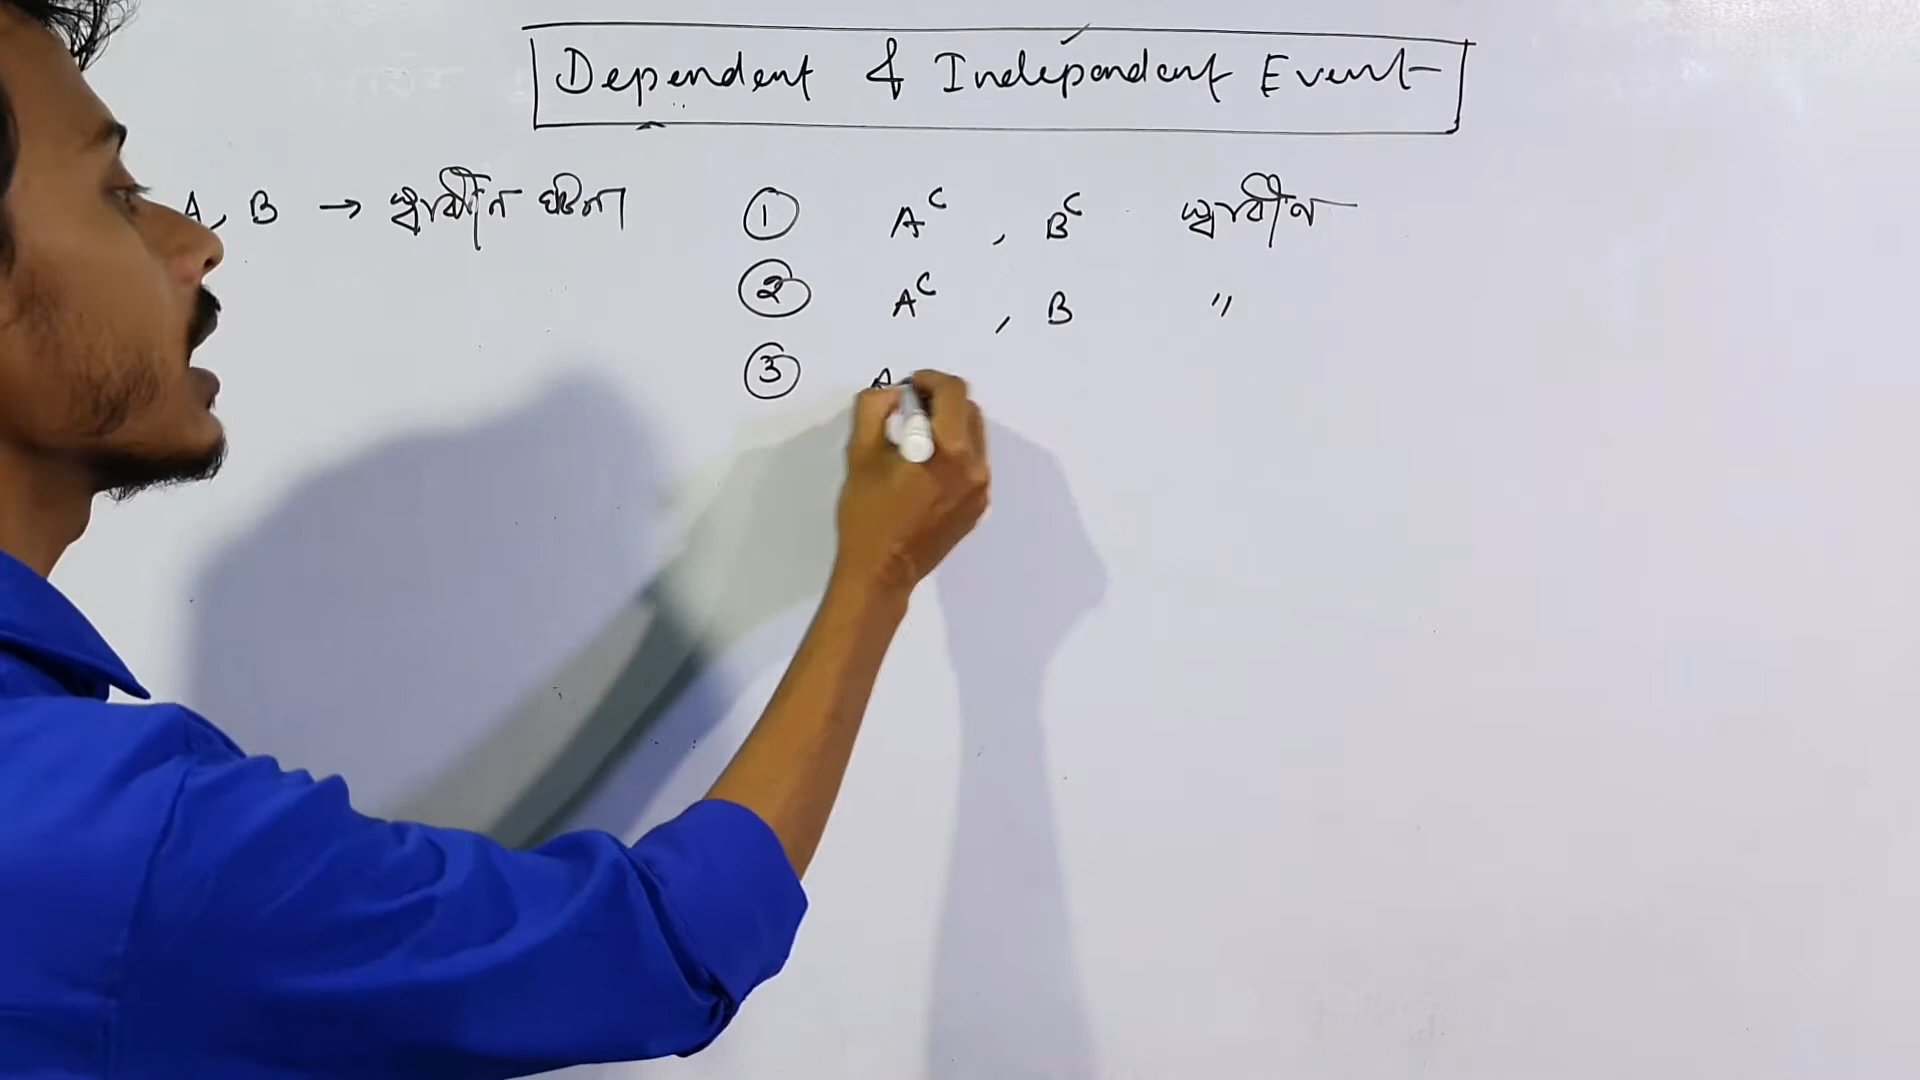 Dependent & Independent Event
A, B → স্বাধীন ঘটনা
① Aᶜ , Bᶜ স্বাধীন
② Aᶜ , B "
③ A